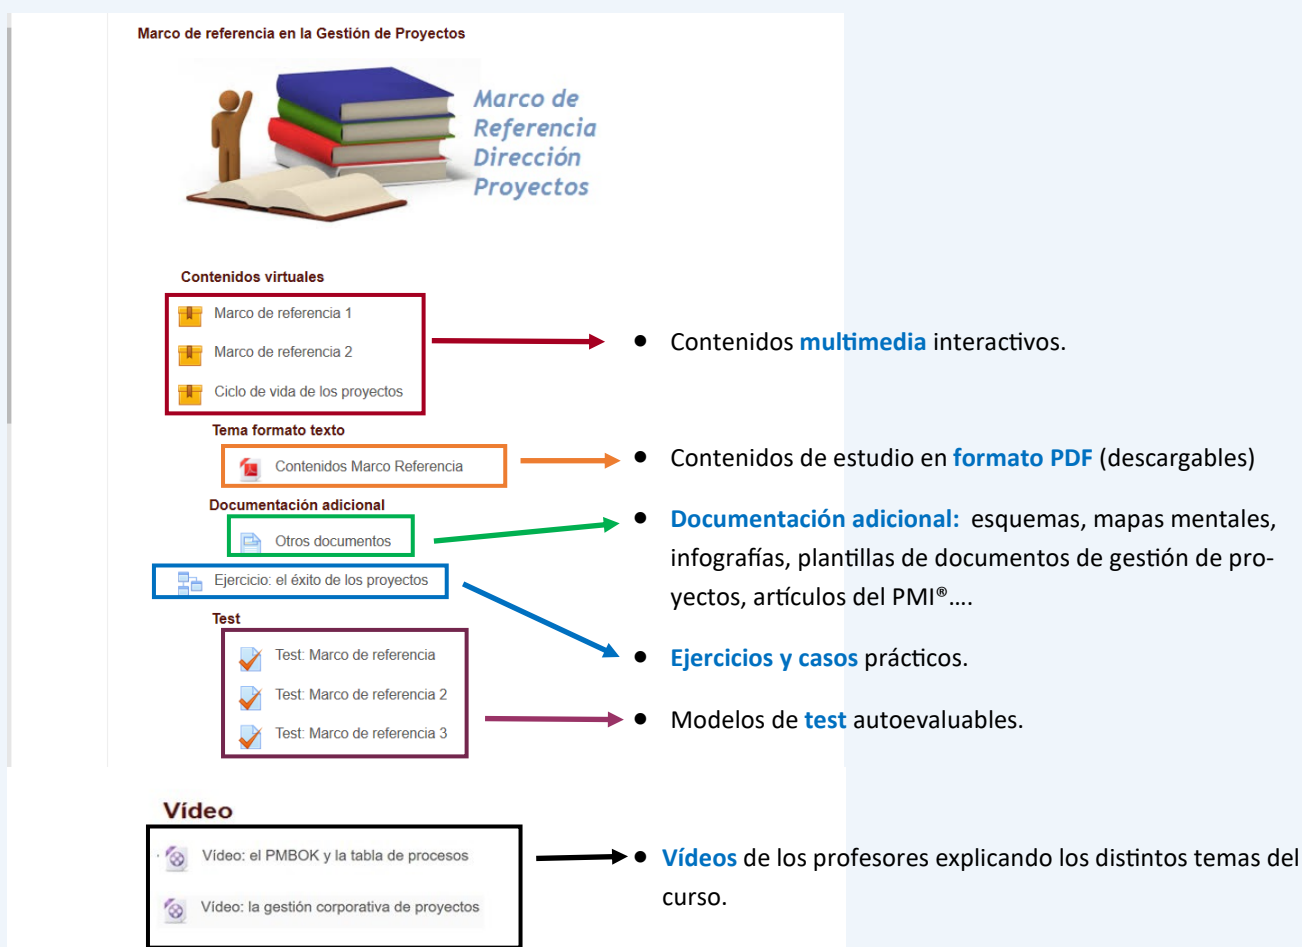 Marco de referencia en la Gestión de Proyectos
Marco de
Referencia
Dirección
Proyectos
Contenidos virtuales
Marco de referencia 1
Marco de referencia 2
Ciclo de vida de los proyectos
• Contenidos multimedia interactivos.
Tema formato texto
Contenidos Marco Referencia
• Contenidos de estudio en formato PDF (descargables)
Documentación adicional
Otros documentos
• Documentación adicional: esquemas, mapas mentales,
infografías, plantillas de documentos de gestión de pro-
yectos, artículos del PMI®….
Ejercicio: el éxito de los proyectos
• Ejercicios y casos prácticos.
Test
Test: Marco de referencia
Test: Marco de referencia 2
Test: Marco de referencia 3
• Modelos de test autoevaluables.
Vídeo
Vídeo: el PMBOK y la tabla de procesos
Vídeo: la gestión corporativa de proyectos
• Vídeos de los profesores explicando los distintos temas del
curso.